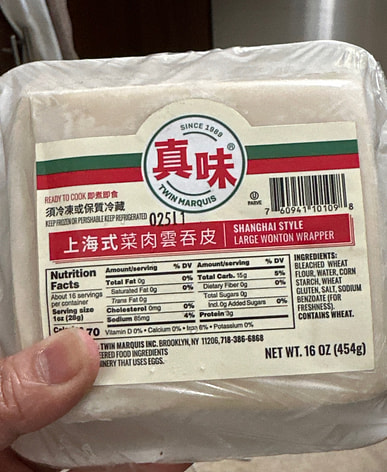 SINCE 1989
真味®
TWIN MARQUIS
READY TO COOK 即煮即食
須冷凍或保質冷藏
KEEP FROZEN OR PERISHABLE KEEP REFRIGERATED
02511
U
PARVE
7 60941 10109 8
上海式菜肉雲吞皮
SHANGHAI STYLE
LARGE WONTON WRAPPER
Nutrition
Facts
About 16 servings
per container
Serving size
1oz (28g)
70
Amount/serving % DV
Total Fat 0g 0%
Saturated Fat 0g 0%
Trans Fat 0g
Cholesterol 0mg 0%
Sodium 85mg 4%
Amount/serving % DV
Total Carb. 15g 5%
Dietary Fiber 0g 0%
Total Sugars 0g
Incl.0g Added Sugars 0%
Protein 3g
Vitamin D 0% • Calcium 0% • Iron 6% • Potassium 0%
INGREDIENTS:
BLEACHED WHEAT
FLOUR, WATER, CORN
STARCH, WHEAT
GLUTEN, SALT, SODIUM
BENZOATE (FOR
FRESHNESS).
CONTAINS WHEAT.
TWIN MARQUIS INC. BROOKLYN, NY 11206, 718-386-6868
FOOD INGREDIENTS
THAT USES EGG.
NET WT. 16 OZ (454g)